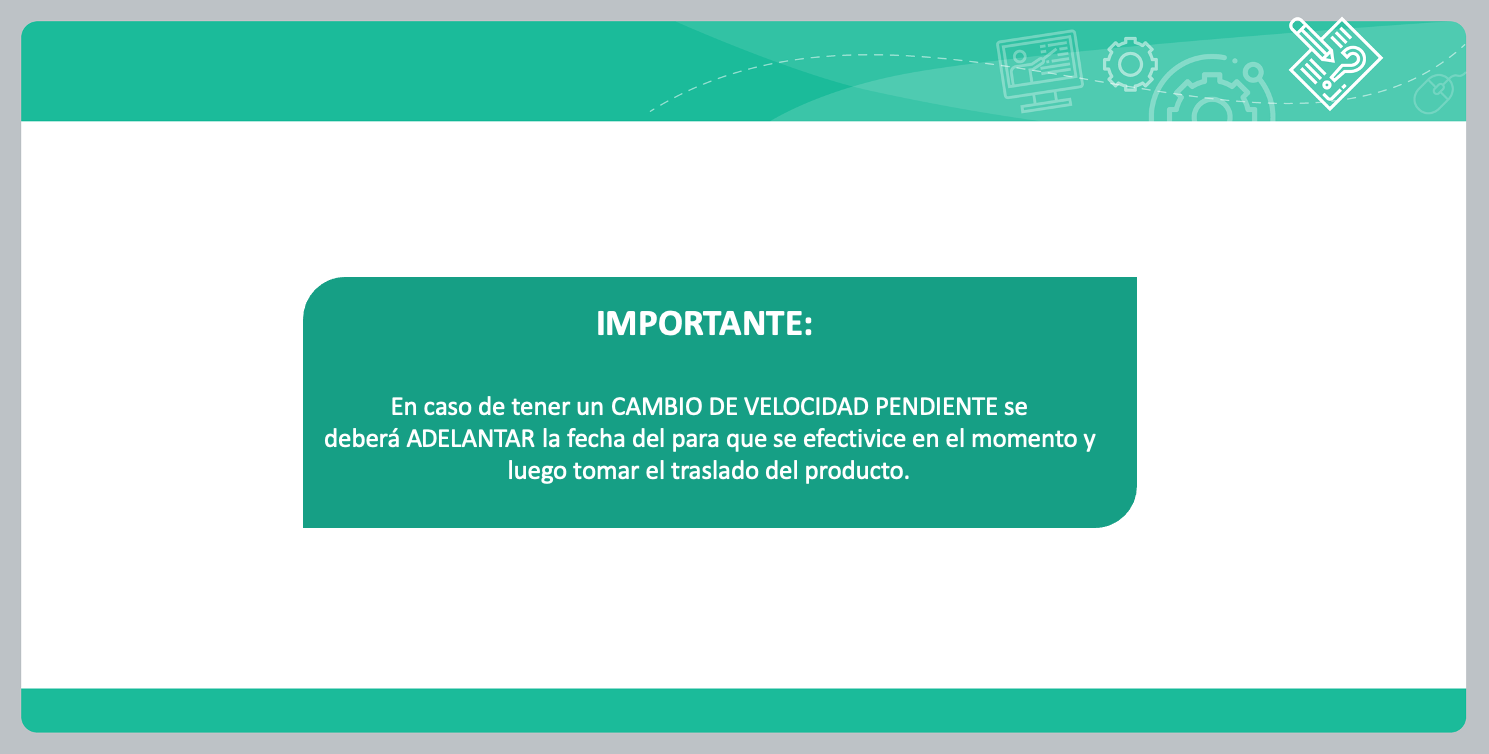 IMPORTANTE:
En caso de tener un CAMBIO DE VELOCIDAD PENDIENTE se
deberá ADELANTAR la fecha del para que se efectivice en el momento y
luego tomar el traslado del producto.